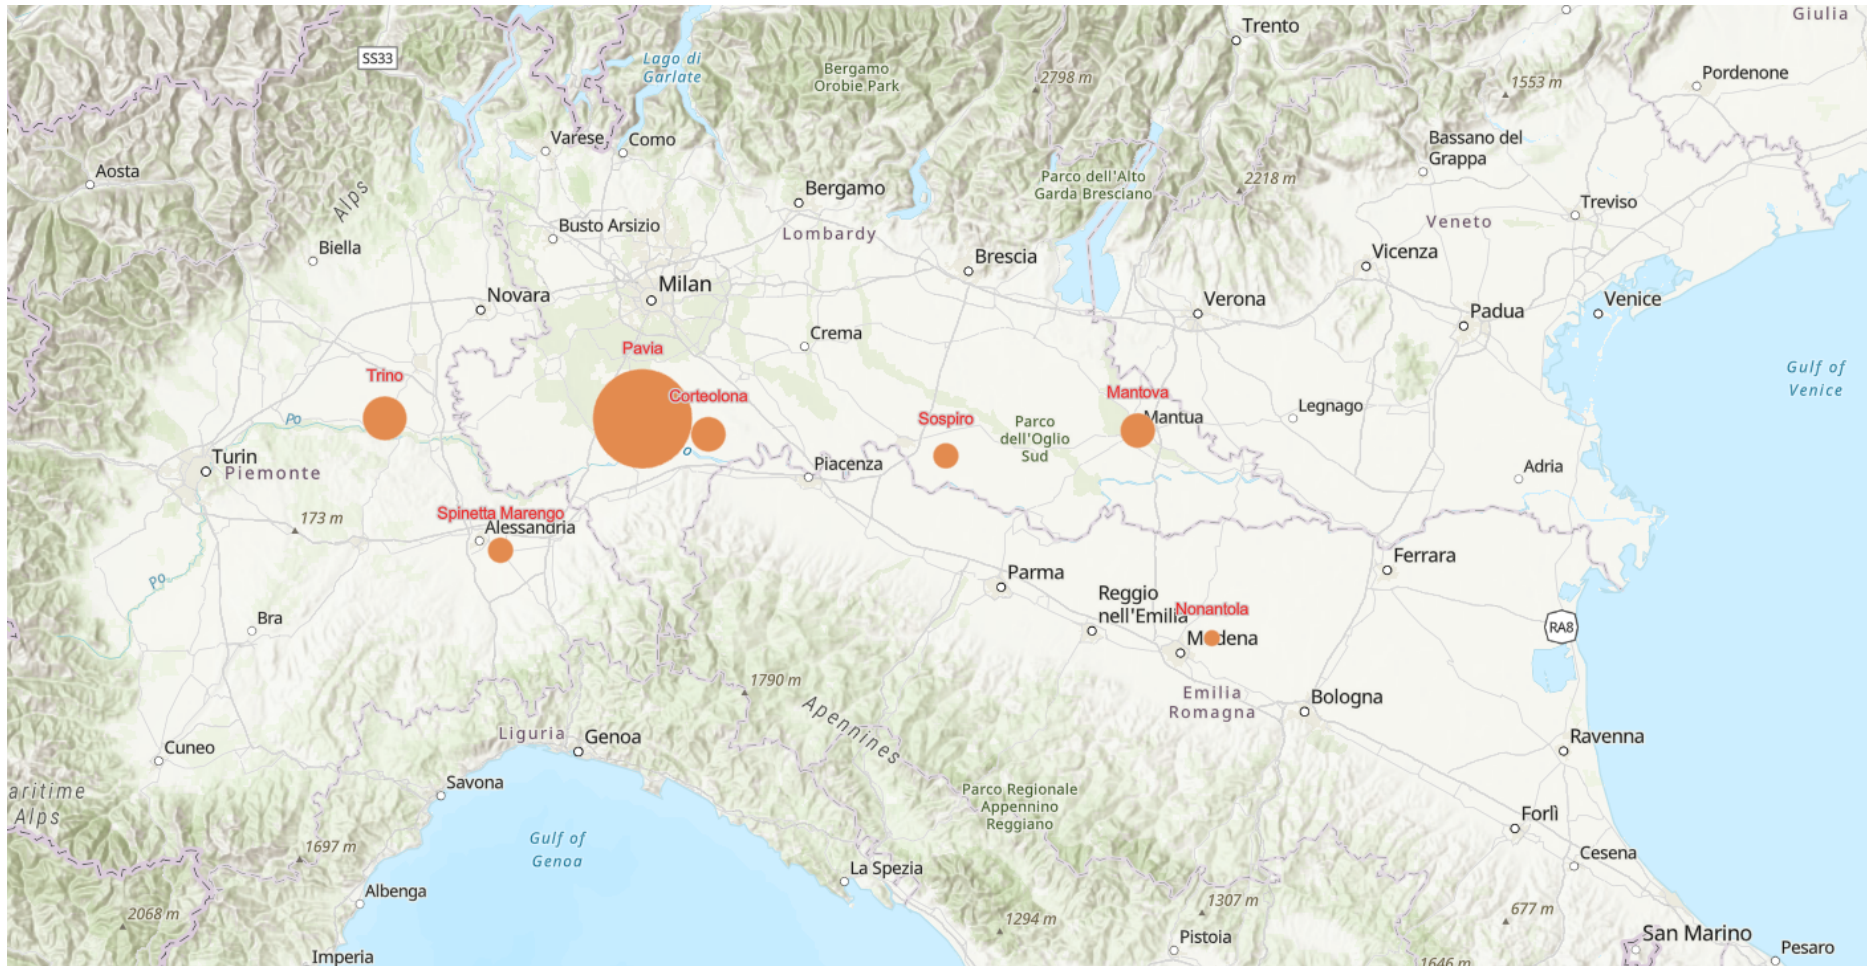 Giulia
Trento
SS33
Lago di
Garlate
Bergamo
Orobie Park
2798 m
1553 m
Pordenone
Varese
Como
Bassano del
Grappa
Aosta
Alps
Parco dell'Alto
Garda Bresciano
2218 m
Bergamo
Treviso
Busto Arsizio
Lombardy
Veneto
Biella
Brescia
Vicenza
Novara
Milan
Verona
Venice
Padua
Crema
Pavia
Trino
Gulf of
Venice
Corteolona
Mantova
Mantua
Legnago
Po
Sospiro
Parco
dell'Oglio
Sud
Turin
Piemonte
Piacenza
Adria
o
Spinetta Marengo
Alessandria
173 m
Po
Ferrara
Parma
Reggio
nell'Emilia
Nonantola
Modena
Bra
RA8
1790 m
Apennines
Emilia
Romagna
Bologna
Liguria
Genoa
Cuneo
Ravenna
Savona
aritime
Alps
Parco Regionale
Appennino
Reggiano
Forlì
Gulf of
Genoa
1697 m
Cesena
La Spezia
Albenga
2068 m
1294 m
1307 m
677 m
Pistoia
San Marino
Pesaro
Imperia
1646 m